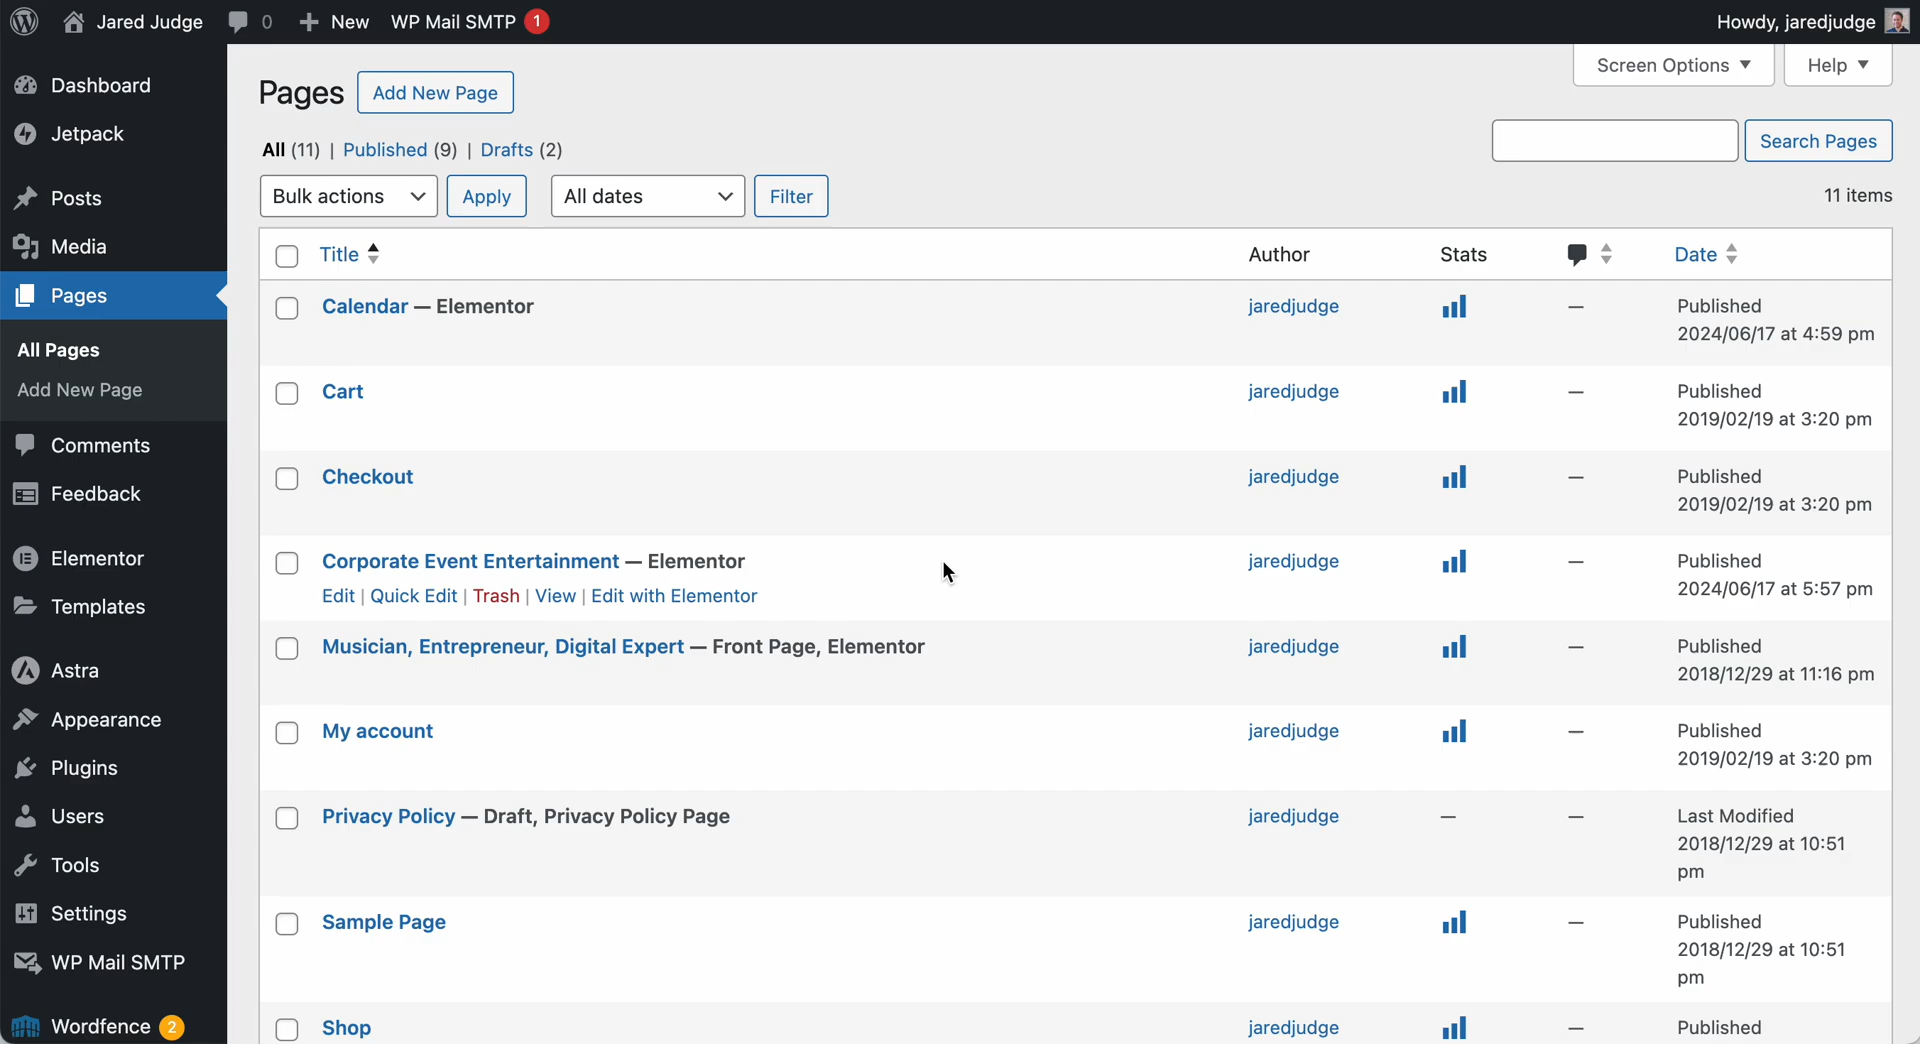 Jared Judge 0 New WP Mail SMTP 1 Howdy, jaredjudge
Dashboard
Jetpack
Posts
Media
Pages
All Pages
Add New Page
Comments
Feedback
Elementor
Templates
Astra
Appearance
Plugins
Users
Tools
Settings
WP Mail SMTP
Wordfence 2
Screen Options Help
Pages Add New Page
All (11) | Published (9) | Drafts (2)
Search Pages
Bulk actions Apply All dates Filter 11 items
Title Author Stats Date
Calendar — Elementor jaredjudge — Published
2024/06/17 at 4:59 pm
Cart jaredjudge — Published
2019/02/19 at 3:20 pm
Checkout jaredjudge — Published
2019/02/19 at 3:20 pm
Corporate Event Entertainment — Elementor jaredjudge — Published
Edit | Quick Edit | Trash | View | Edit with Elementor 2024/06/17 at 5:57 pm
Musician, Entrepreneur, Digital Expert — Front Page, Elementor jaredjudge — Published
2018/12/29 at 11:16 pm
My account jaredjudge — Published
2019/02/19 at 3:20 pm
Privacy Policy — Draft, Privacy Policy Page jaredjudge — — Last Modified
2018/12/29 at 10:51
pm
Sample Page jaredjudge — Published
2018/12/29 at 10:51
pm
Shop jaredjudge — Published